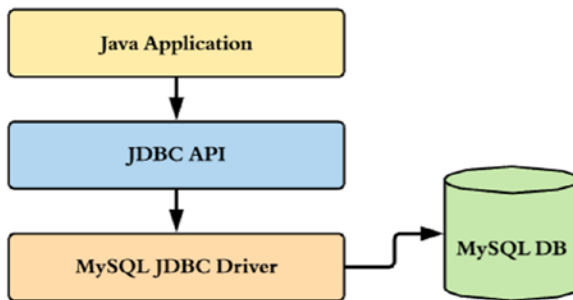 Java Application
JDBC API
MySQL JDBC Driver
MySQL DB